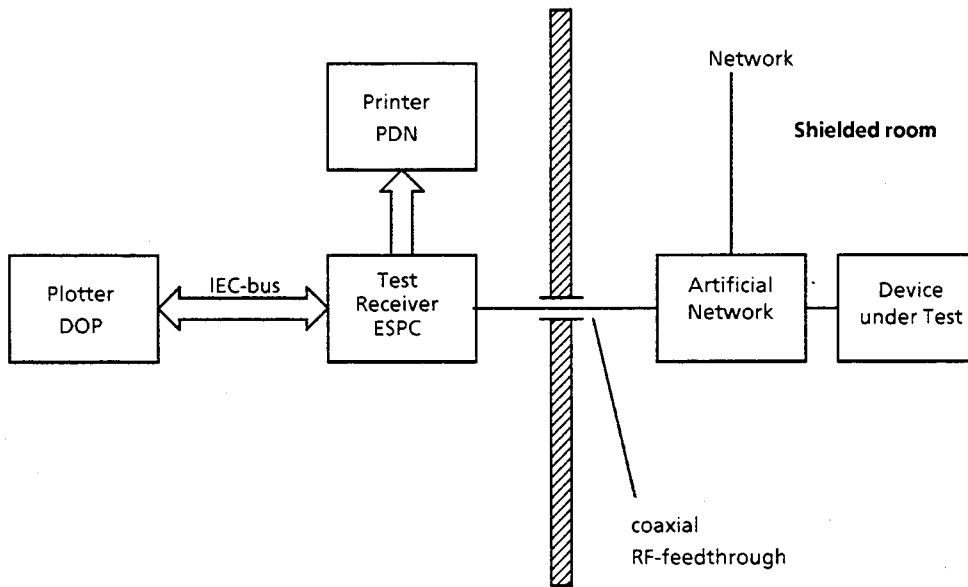 Network
Shielded room
Printer
PDN
Plotter
DOP
IEC-bus
Test
Receiver
ESPC
Artificial
Network
Device
under Test
coaxial
RF-feedthrough